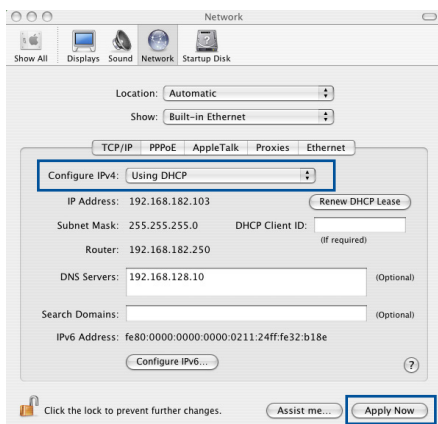 Network
Show All Displays Sound Network Startup Disk
Location: Automatic
Show: Built-in Ethernet
TCP/IP PPPoE AppleTalk Proxies Ethernet
Configure IPv4: Using DHCP
IP Address: 192.168.182.103 Renew DHCP Lease
Subnet Mask: 255.255.255.0 DHCP Client ID:
(If required)
Router: 192.168.182.250
DNS Servers: 192.168.128.10 (Optional)
Search Domains: (Optional)
IPv6 Address: fe80:0000:0000:0000:0211:24ff:fe32:b18e
Configure IPv6... ?
Click the lock to prevent further changes. Assist me... Apply Now